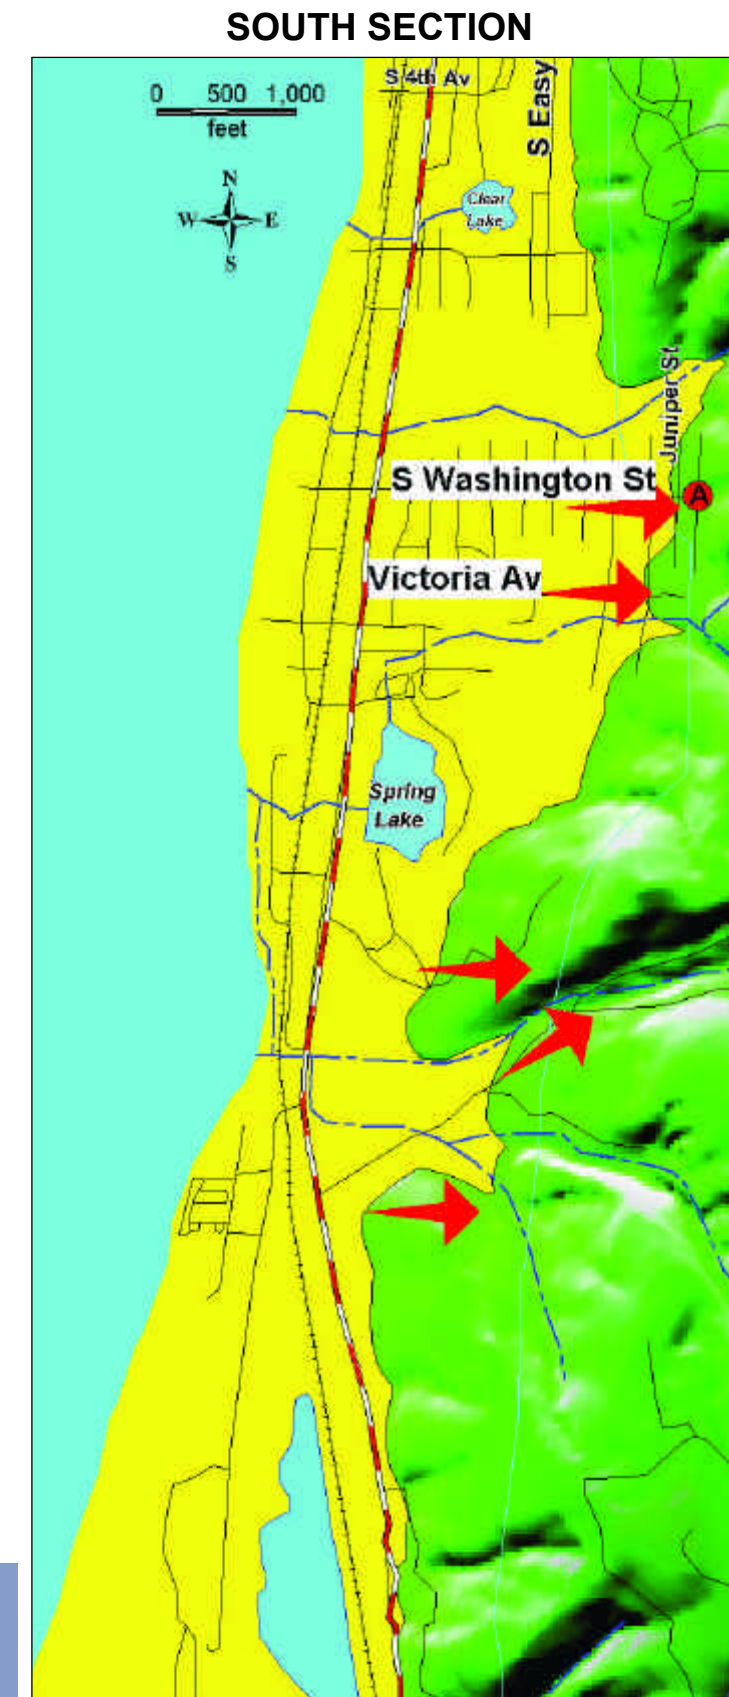 SOUTH SECTION
S 4th Av
S Easy
0 500 1,000
feet
N
W E
S
Clear
Lake
Juniper St
S Washington St
A
Victoria Av
Spring
Lake